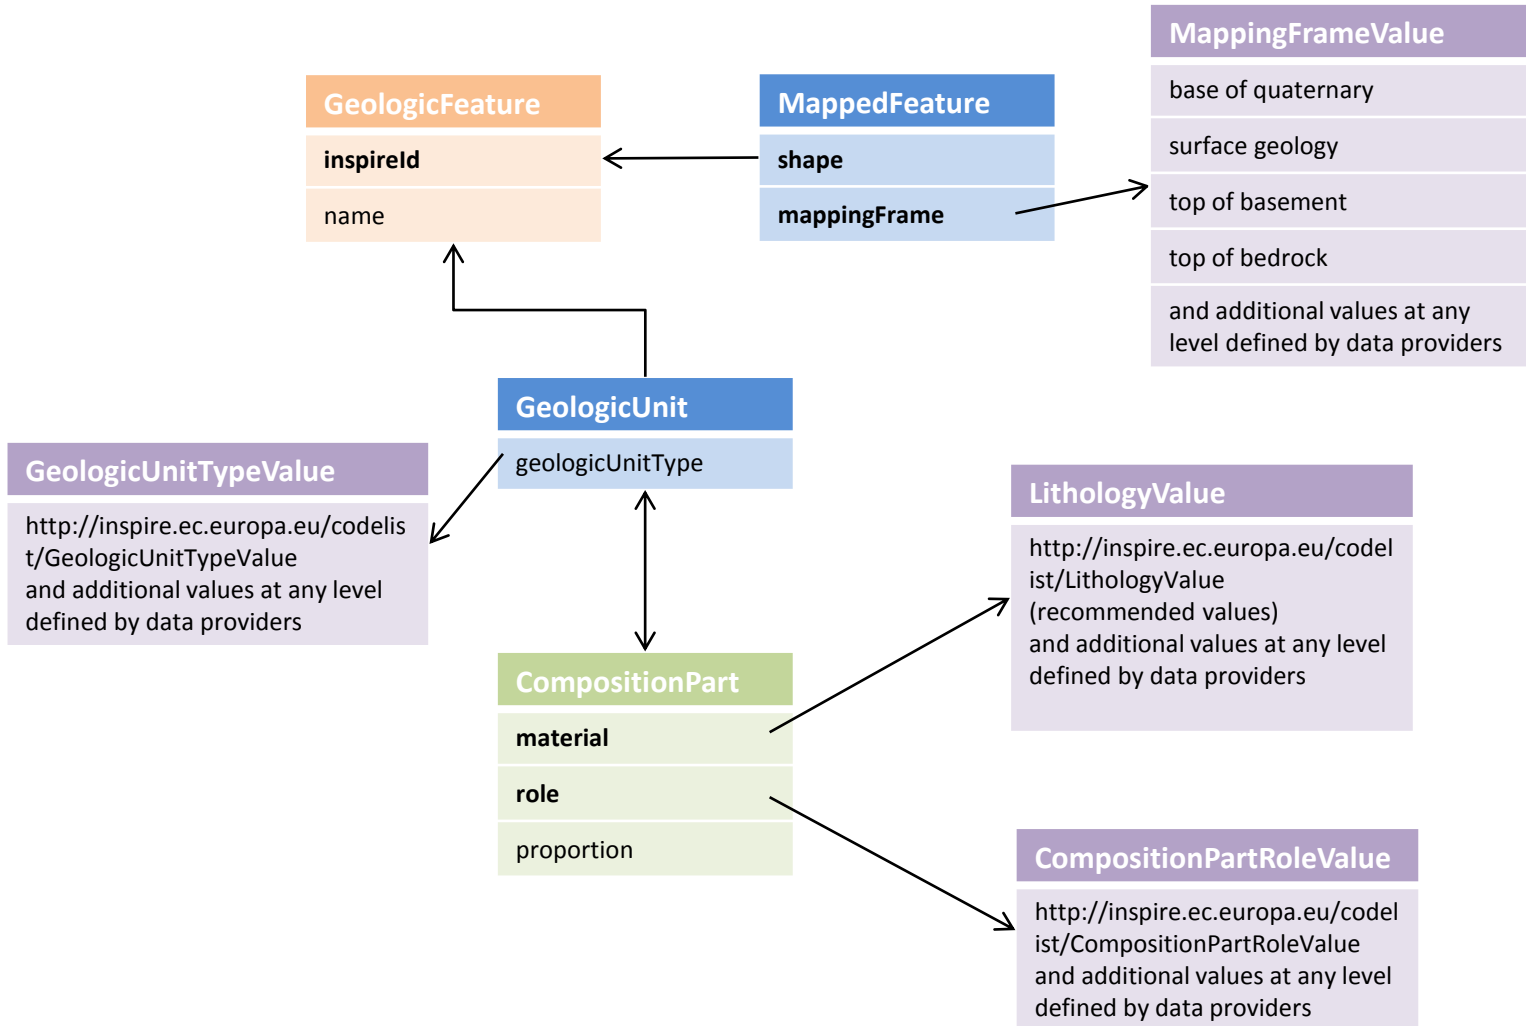 MappingFrameValue
base of quaternary
surface geology
top of basement
top of bedrock
and additional values at any
level defined by data providers
GeologicFeature
inspireId
name
MappedFeature
shape
mappingFrame
GeologicUnit
geologicUnitType
GeologicUnitTypeValue
http://inspire.ec.europa.eu/codelis
t/GeologicUnitTypeValue
and additional values at any level
defined by data providers
LithologyValue
http://inspire.ec.europa.eu/codel
ist/LithologyValue
(recommended values)
and additional values at any level
defined by data providers
CompositionPart
material
role
proportion
CompositionPartRoleValue
http://inspire.ec.europa.eu/codel
ist/CompositionPartRoleValue
and additional values at any level
defined by data providers